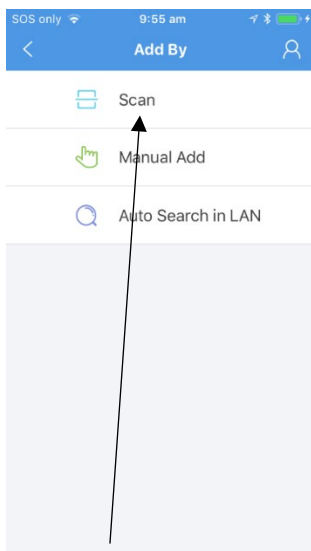 SOS only 9:55 am
Add By
Scan
Manual Add
Auto Search in LAN